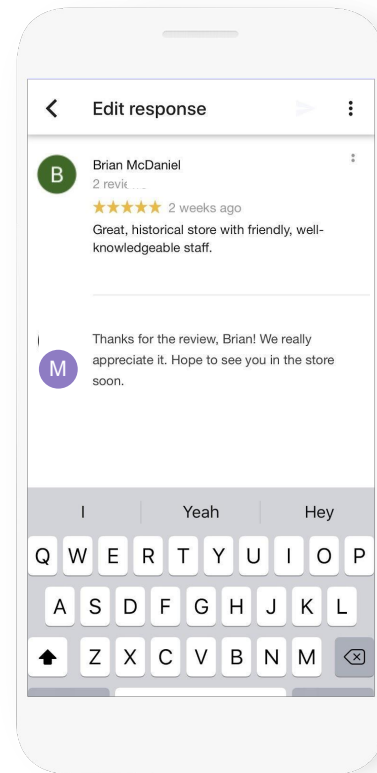 Edit response
B
Brian McDaniel
2
2 weeks ago
Great, historical store with friendly, well-
knowledgeable staff.
Thanks for the review, Brian! We really
M
appreciate it. Hope to see you in the store
soon.
I Yeah Hey
Q W E R T Y U I O P
A S D F G H J K L
Z X C V B N M